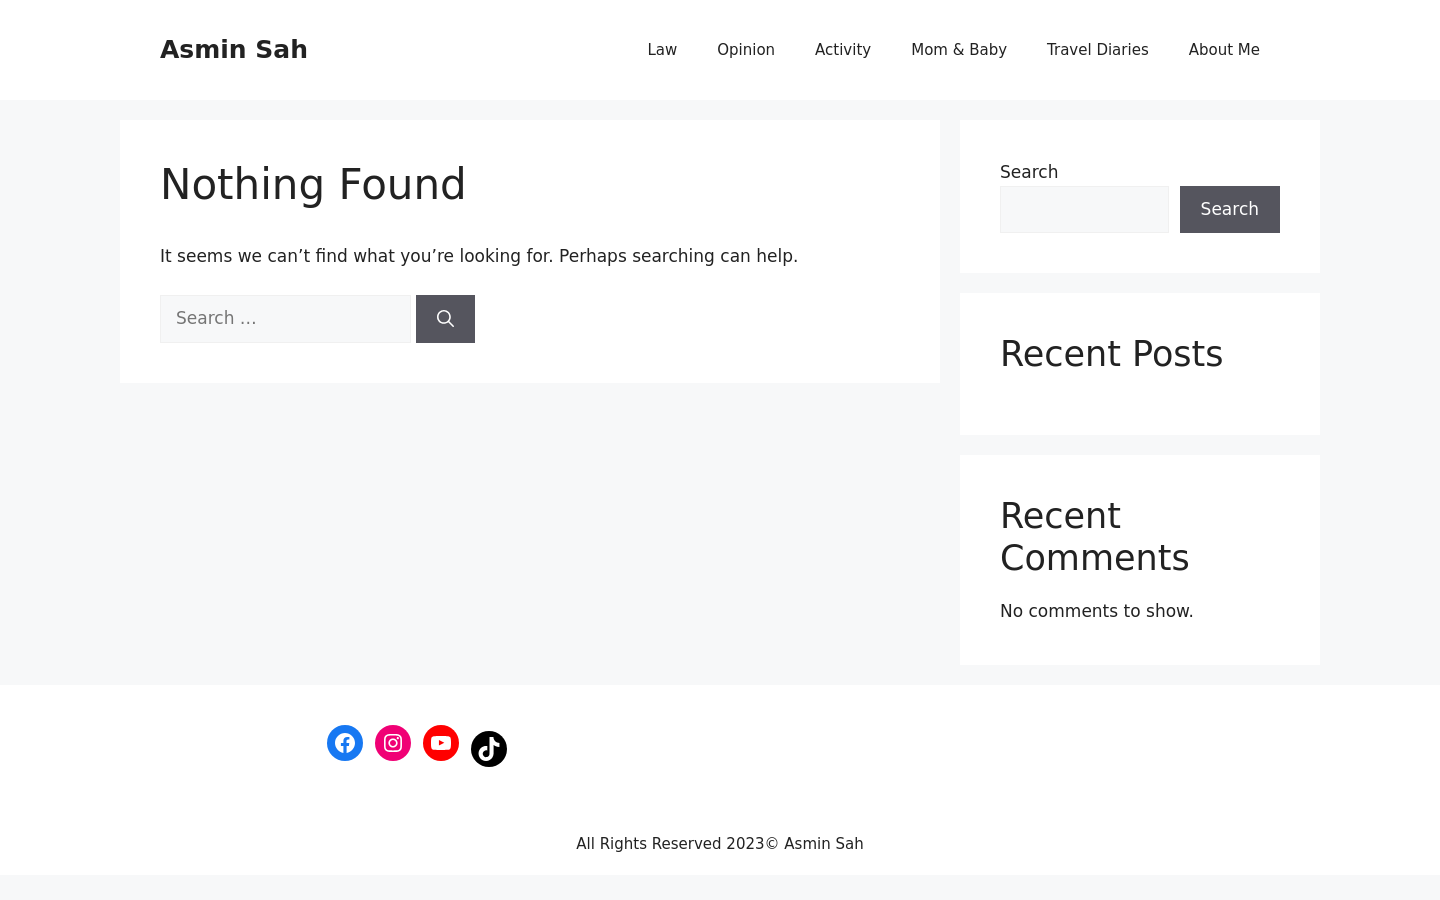 Asmin Sah
Law Opinion Activity Mom & Baby Travel Diaries About Me
Nothing Found
It seems we can’t find what you’re looking for. Perhaps searching can help.
Search …
Search
Search
Recent Posts
Recent
Comments
No comments to show.
All Rights Reserved 2023© Asmin Sah